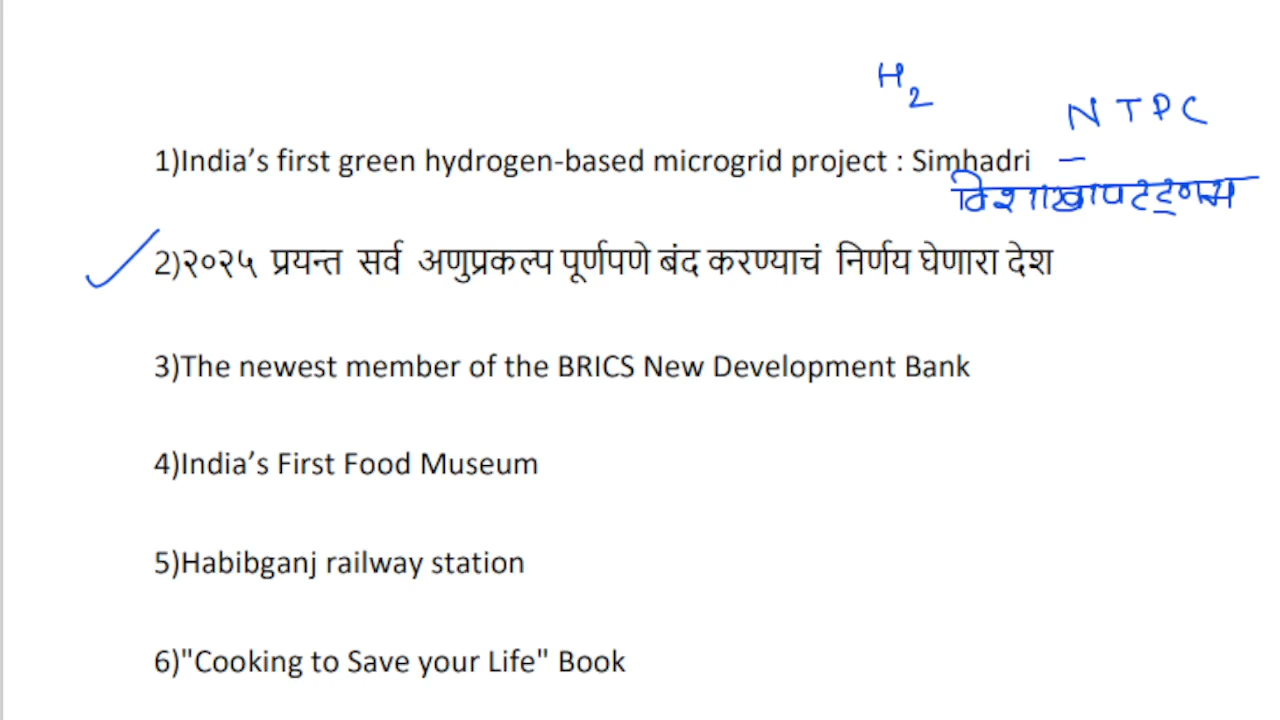 H2
NTPC
1)India’s first green hydrogen-based microgrid project : Simhadri –
विशाखापटट्णम
2)२०२५ प्रयन्त सर्व अणुप्रकल्प पूर्णपणे बंद करण्याचं निर्णय घेणारा देश
3)The newest member of the BRICS New Development Bank
4)India’s First Food Museum
5)Habibganj railway station
6)"Cooking to Save your Life" Book